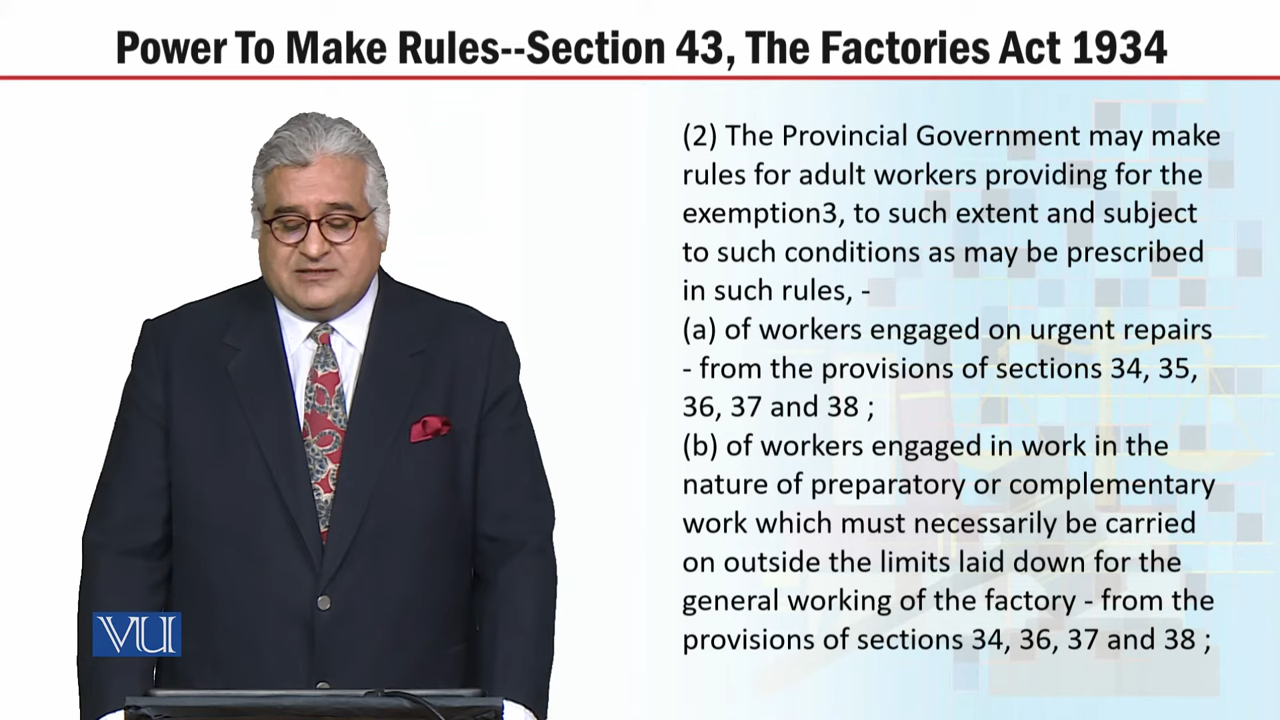 Power To Make Rules--Section 43, The Factories Act 1934
(2) The Provincial Government may make
rules for adult workers providing for the
exemption3, to such extent and subject
to such conditions as may be prescribed
in such rules, -
(a) of workers engaged on urgent repairs
- from the provisions of sections 34, 35,
36, 37 and 38 ;
(b) of workers engaged in work in the
nature of preparatory or complementary
work which must necessarily be carried
on outside the limits laid down for the
general working of the factory - from the
provisions of sections 34, 36, 37 and 38 ;
VU